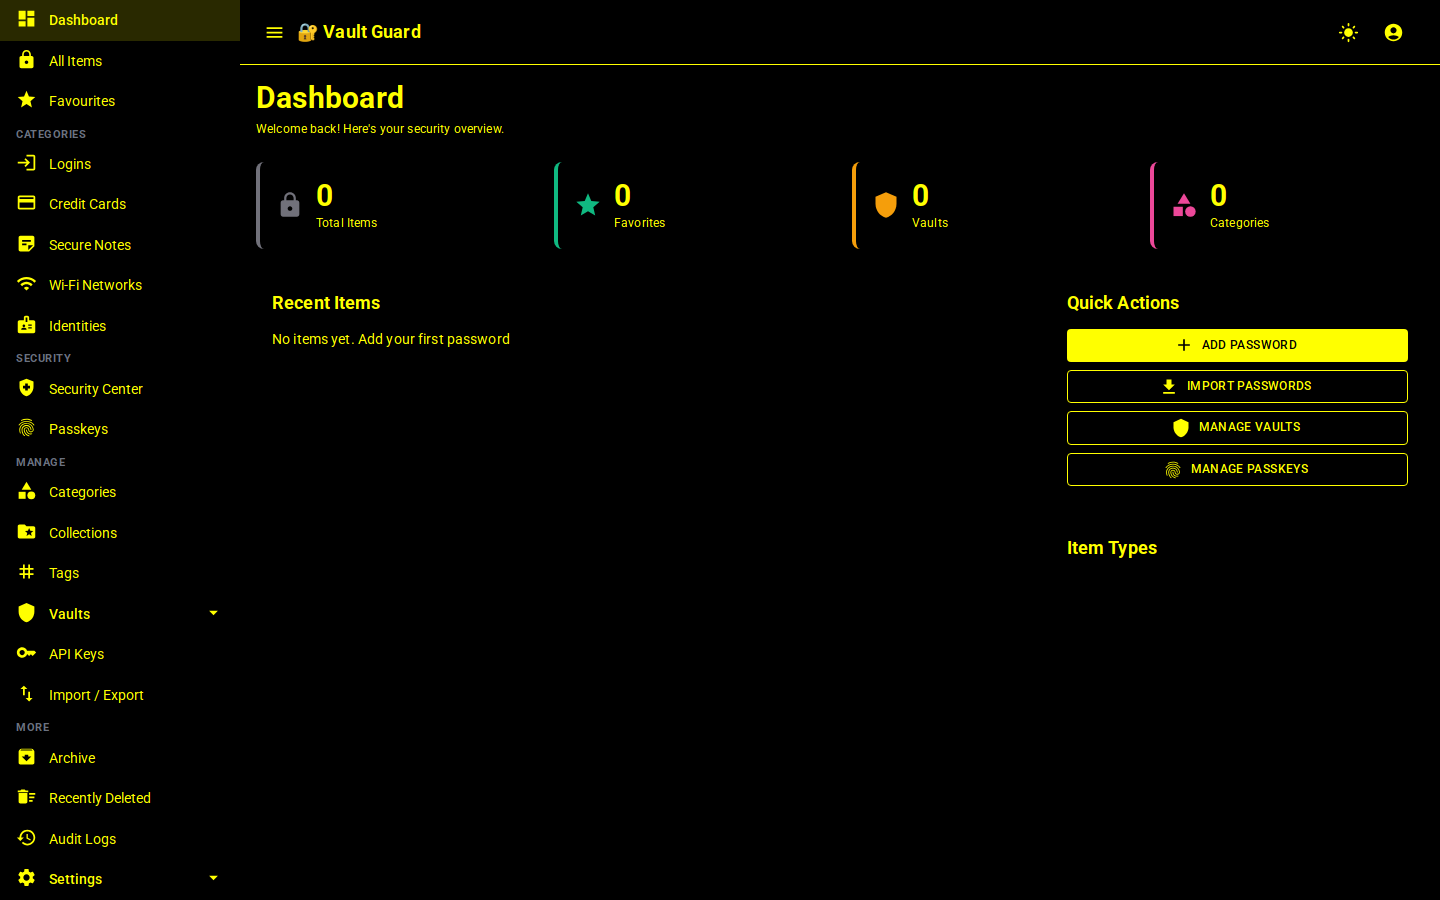 Dashboard
All Items
Favourites
CATEGORIES
Logins
Credit Cards
Secure Notes
Wi-Fi Networks
Identities
SECURITY
Security Center
Passkeys
MANAGE
Categories
Collections
Tags
Vaults
API Keys
Import / Export
MORE
Archive
Recently Deleted
Audit Logs
Settings
Vault Guard
Dashboard
Welcome back! Here's your security overview.
0
Total Items
0
Favorites
0
Vaults
0
Categories
Recent Items
No items yet. Add your first password
Quick Actions
ADD PASSWORD
IMPORT PASSWORDS
MANAGE VAULTS
MANAGE PASSKEYS
Item Types